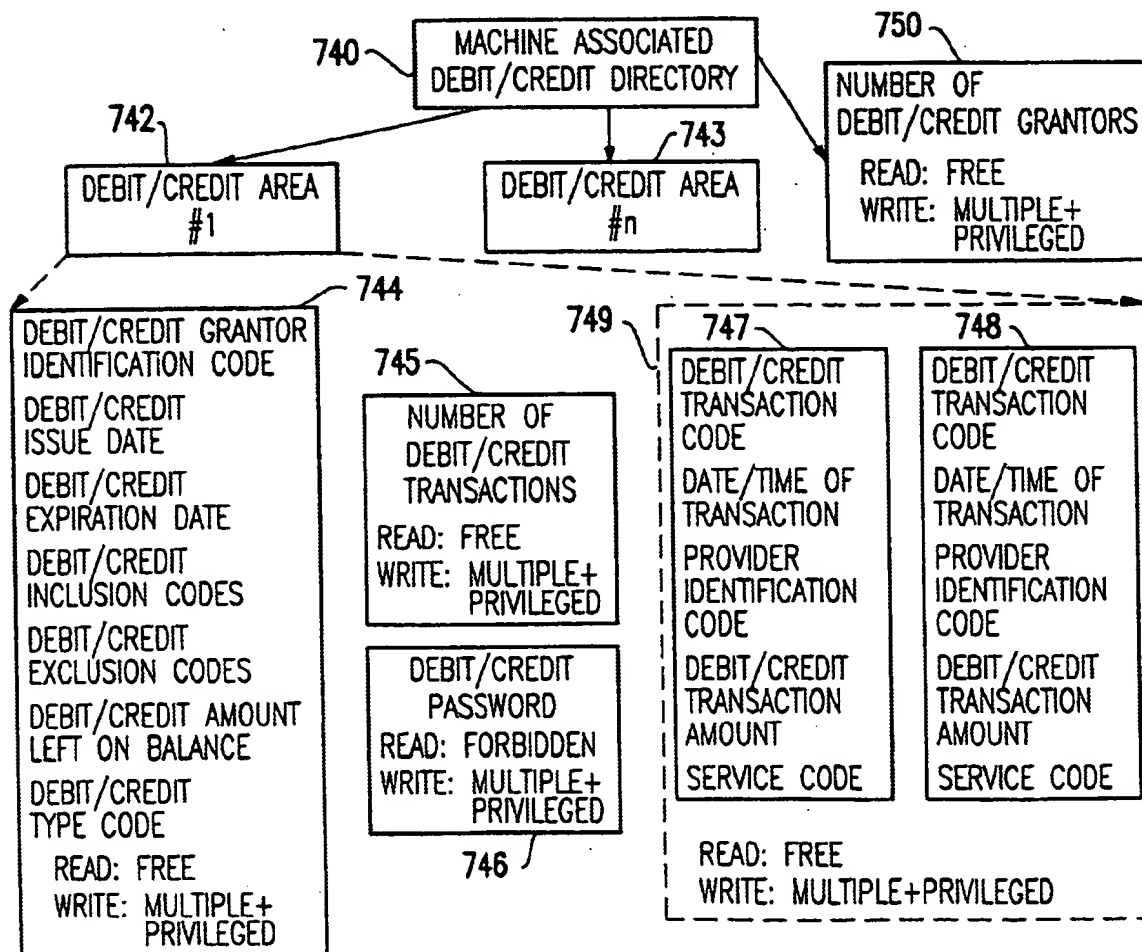 740
MACHINE ASSOCIATED
DEBIT/CREDIT DIRECTORY
750
NUMBER OF
DEBIT/CREDIT GRANTORS
READ: FREE
WRITE: MULTIPLE+
PRIVILEGED
742
DEBIT/CREDIT AREA
#1
743
DEBIT/CREDIT AREA
#n
744
DEBIT/CREDIT GRANTOR
IDENTIFICATION CODE
DEBIT/CREDIT
ISSUE DATE
DEBIT/CREDIT
EXPIRATION DATE
DEBIT/CREDIT
INCLUSION CODES
DEBIT/CREDIT
EXCLUSION CODES
DEBIT/CREDIT AMOUNT
LEFT ON BALANCE
DEBIT/CREDIT
TYPE CODE
READ: FREE
WRITE: MULTIPLE+
PRIVILEGED
745
NUMBER OF
DEBIT/CREDIT
TRANSACTIONS
READ: FREE
WRITE: MULTIPLE+
PRIVILEGED
DEBIT/CREDIT
PASSWORD
READ: FORBIDDEN
WRITE: MULTIPLE+
PRIVILEGED
746
749
747
DEBIT/CREDIT
TRANSACTION
CODE
DATE/TIME OF
TRANSACTION
PROVIDER
IDENTIFICATION
CODE
DEBIT/CREDIT
TRANSACTION
AMOUNT
SERVICE CODE
748
DEBIT/CREDIT
TRANSACTION
CODE
DATE/TIME OF
TRANSACTION
PROVIDER
IDENTIFICATION
CODE
DEBIT/CREDIT
TRANSACTION
AMOUNT
SERVICE CODE
READ: FREE
WRITE: MULTIPLE+PRIVILEGED